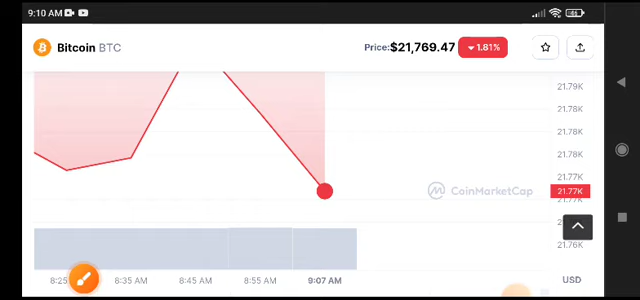 9:10 AM
Bitcoin BTC
Price:$21,769.47 1.81%
21.79K
21.78K
21.78K
21.78K
21.77K
21.77K
21.77K
CoinMarketCap
21.76K
8:25 8:35 AM 8:45 AM 8:55 AM 9:07 AM USD